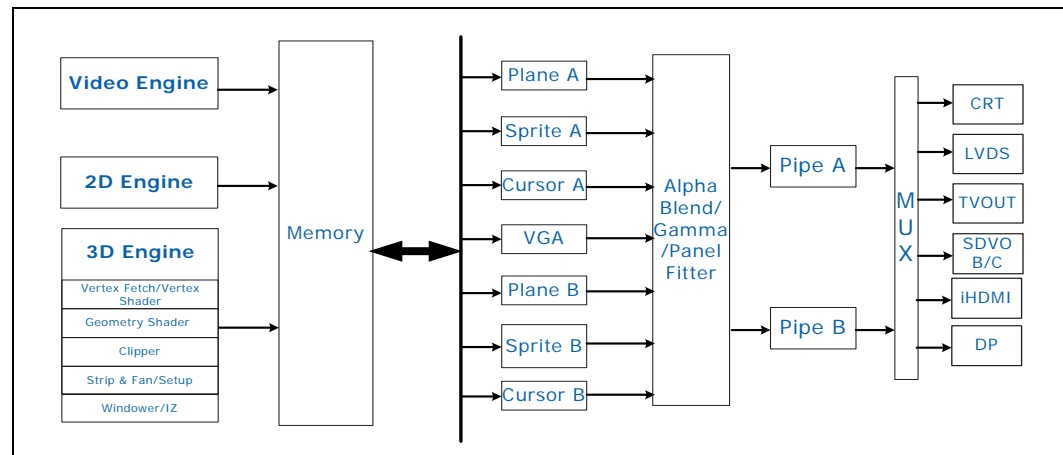 Video Engine
2D Engine
3D Engine
Vertex Fetch/Vertex
Shader
Geometry Shader
Clipper
Strip & Fan/Setup
Windower/IZ
Memory
Plane A
Sprite A
Cursor A
VGA
Plane B
Sprite B
Cursor B
Alpha
Blend/
Gamma
/Panel
Fitter
Pipe A
Pipe B
M
U
X
CRT
LVDS
TVOUT
SDVO
B/C
iHDMI
DP